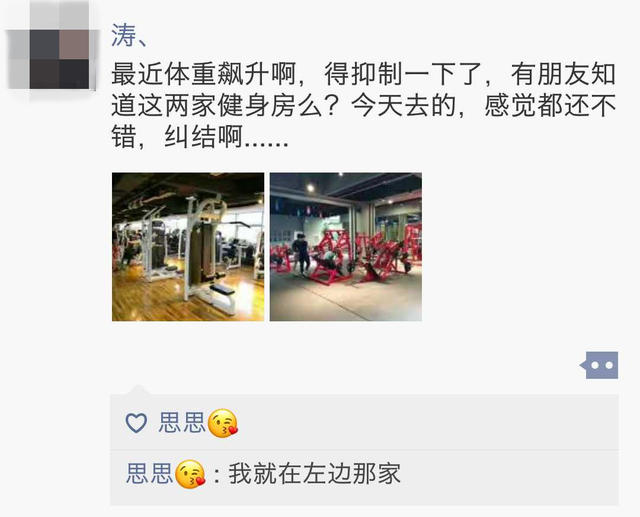 涛、
最近体重飙升啊，得抑制一下了，有朋友知
道这两家健身房么？今天去的，感觉都还不
错，纠结啊......
思思😘
思思😘：我就在左边那家